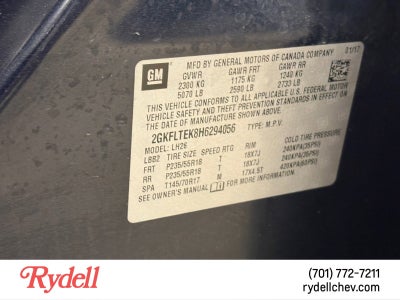 GM
MFD BY GENERAL MOTORS OF CANADA COMPANY 01/17
GVWR GAWR FRT GAWR RR
2300 KG 1175 KG 1240 KG
5070 LB 2590 LB 2733 LB
THIS VEHICLE CONFORMS TO ALL APPLICABLE U.S. FEDERAL MOTOR
VEHICLE SAFETY AND THEFT PREVENTION STANDARDS IN EFFECT ON
THE DATE OF MANUFACTURE SHOWN ABOVE.
2GKFLTEK8H6294056 TYPE: M.P.V.
MODEL: LH26
LBB2 TIRE SIZE SPEED RTG RIM COLD TIRE PRESSURE
FRT P235/55R18 T 18X7J 240KPA(35PSI)
RR P235/55R18 T 18X7J 240KPA(35PSI)
SPA T145/70R17 M 17X4.5T 420KPA(60PSI)
SEE OWNER'S MANUAL FOR ADDITIONAL INFORMATION.
Rydell
(701) 772-7211
rydellchev.com